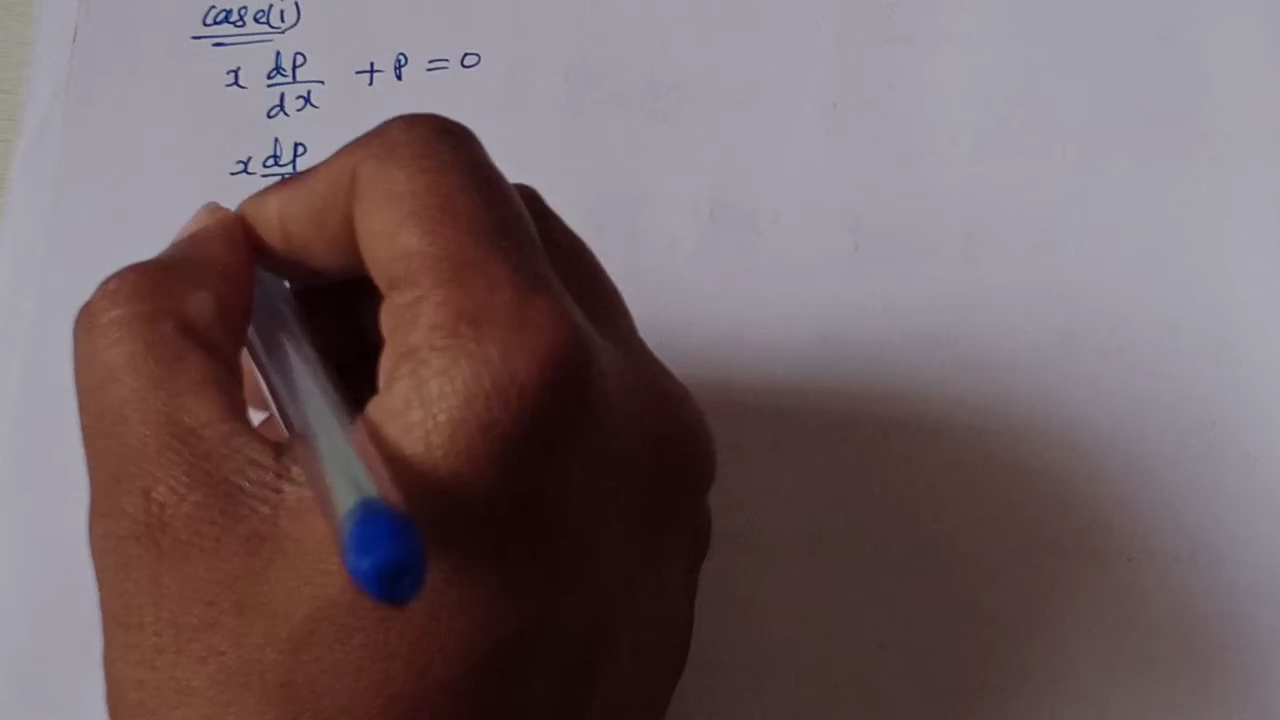 case(i)
x dp/dx + p = 0
x dp